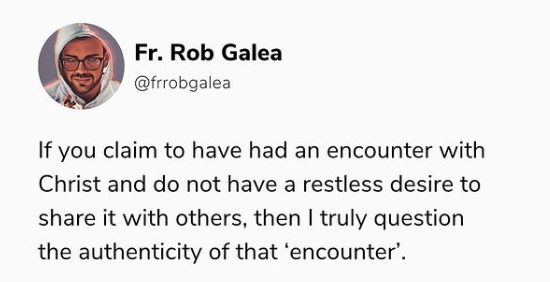 Fr. Rob Galea
@frrobgalea
If you claim to have had an encounter with
Christ and do not have a restless desire to
share it with others, then I truly question
the authenticity of that ‘encounter’.